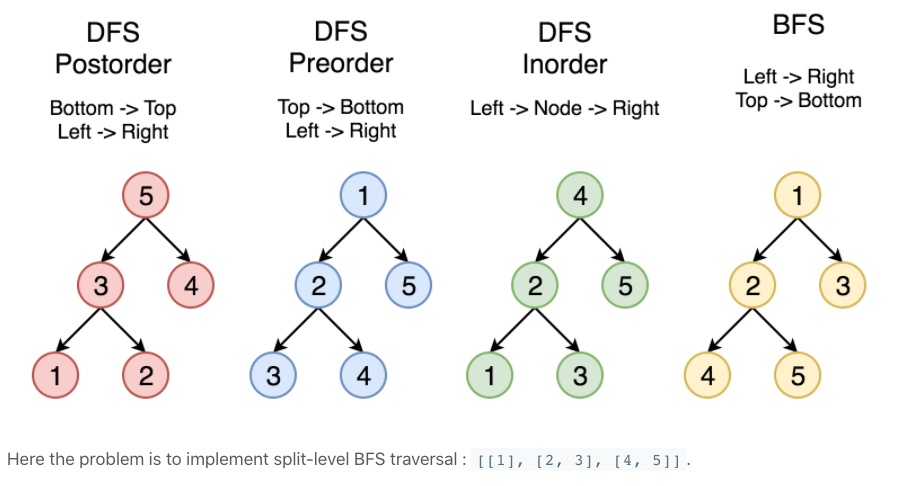 DFS
Postorder
Bottom -> Top
Left -> Right
5
3
4
1
2
DFS
Preorder
Top -> Bottom
Left -> Right
1
2
5
3
4
DFS
Inorder
Left -> Node -> Right
4
2
5
1
3
BFS
Left -> Right
Top -> Bottom
1
2
3
4
5
Here the problem is to implement split-level BFS traversal : [[1], [2, 3], [4, 5]].